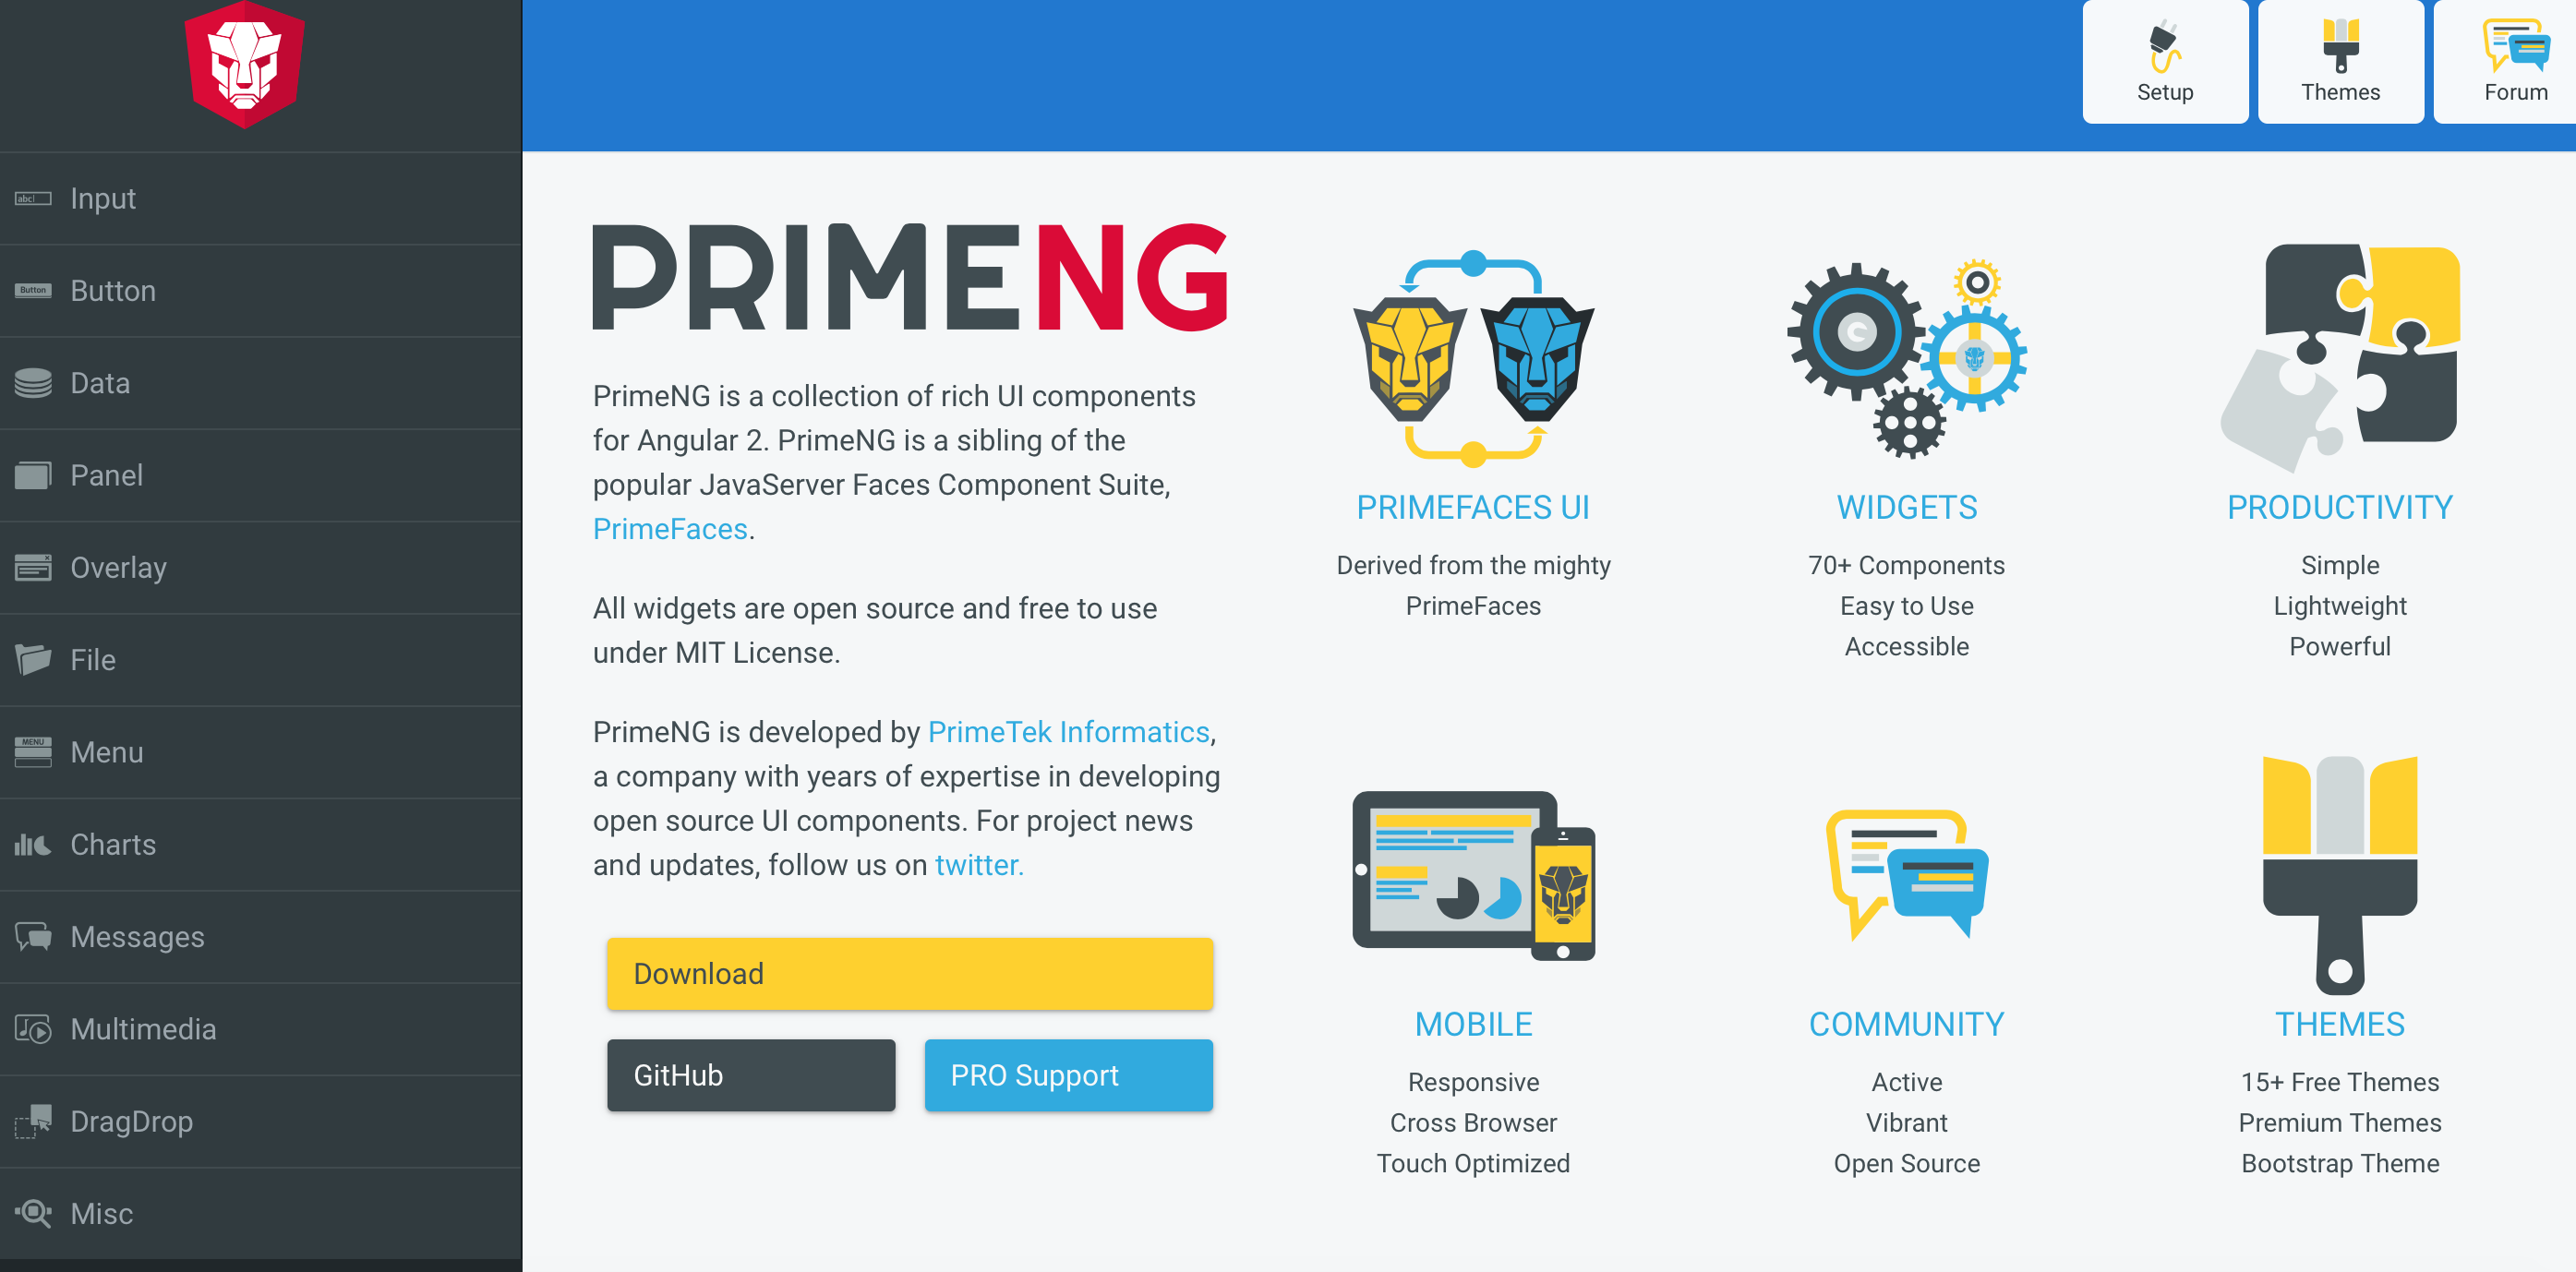 Setup
Themes
Forum
abc
Input
Button
Button
Data
Panel
Overlay
File
MENU
Menu
Charts
Messages
Multimedia
DragDrop
Misc
PRIMENG
PrimeNG is a collection of rich UI components
for Angular 2. PrimeNG is a sibling of the
popular JavaServer Faces Component Suite,
PrimeFaces.
All widgets are open source and free to use
under MIT License.
PrimeNG is developed by PrimeTek Informatics,
a company with years of expertise in developing
open source UI components. For project news
and updates, follow us on twitter.
Download
GitHub
PRO Support
PRIMEFACES UI
Derived from the mighty
PrimeFaces
WIDGETS
70+ Components
Easy to Use
Accessible
PRODUCTIVITY
Simple
Lightweight
Powerful
MOBILE
Responsive
Cross Browser
Touch Optimized
COMMUNITY
Active
Vibrant
Open Source
THEMES
15+ Free Themes
Premium Themes
Bootstrap Theme